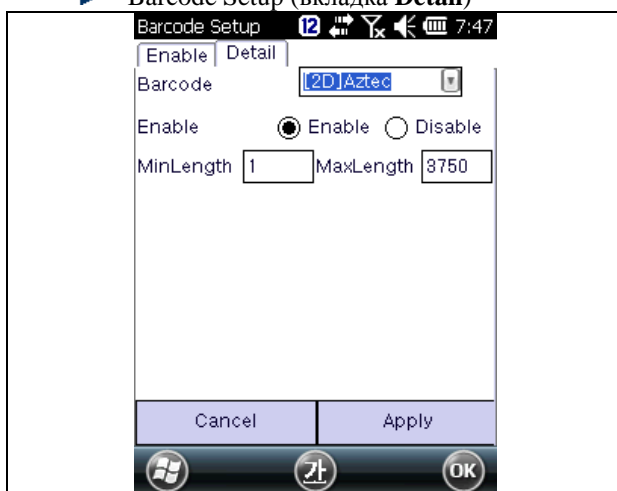 Barcode Setup (вкладка Detail)
Barcode Setup 12 7:47
Enable Detail
Barcode [2D]Aztec
Enable Enable Disable
MinLength 1 MaxLength 3750
Cancel Apply
가 OK